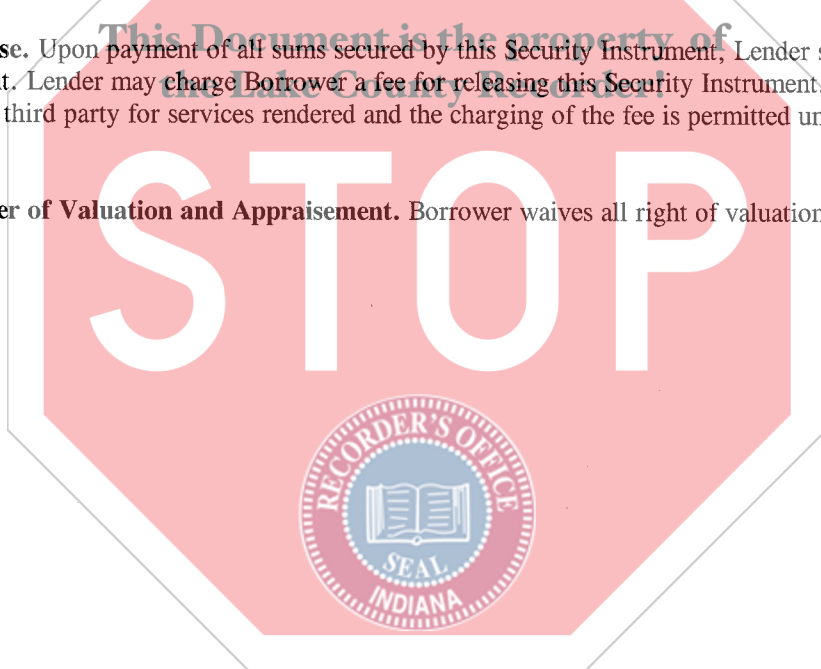 This Document is the property of
se. Upon payment of all sums secured by this Security Instrument, Lender s
t. Lender may charge Borrower a fee for releasing this Security Instrument
the Lake County Recorder!
third party for services rendered and the charging of the fee is permitted un
STOP
er of Valuation and Appraisement. Borrower waives all right of valuation
RECORDER'S OFFICE
SEAL
INDIANA